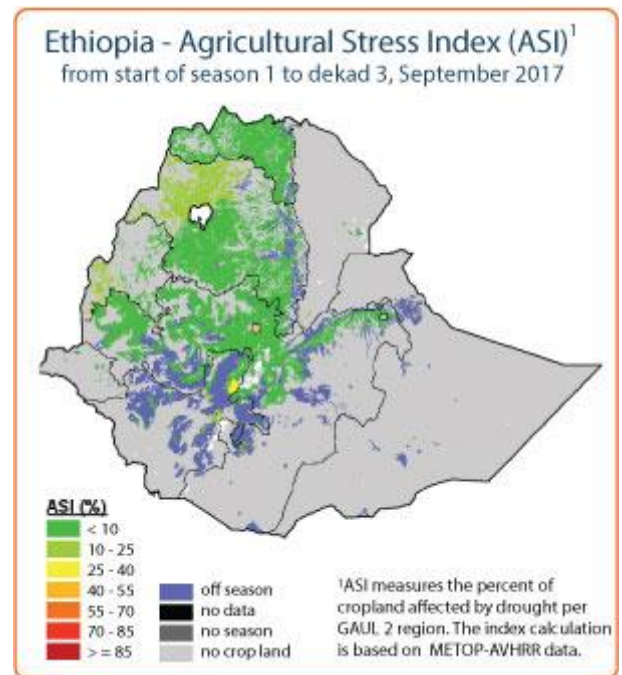 Ethiopia - Agricultural Stress Index (ASI)¹
from start of season 1 to dekad 3, September 2017
ASI (%)
< 10
10 - 25
25 - 40
40 - 55
55 - 70
70 - 85
> = 85
off season
no data
no season
no crop land
¹ASI measures the percent of
cropland affected by drought per
GAUL 2 region. The index calculation
is based on METOP-AVHRR data.